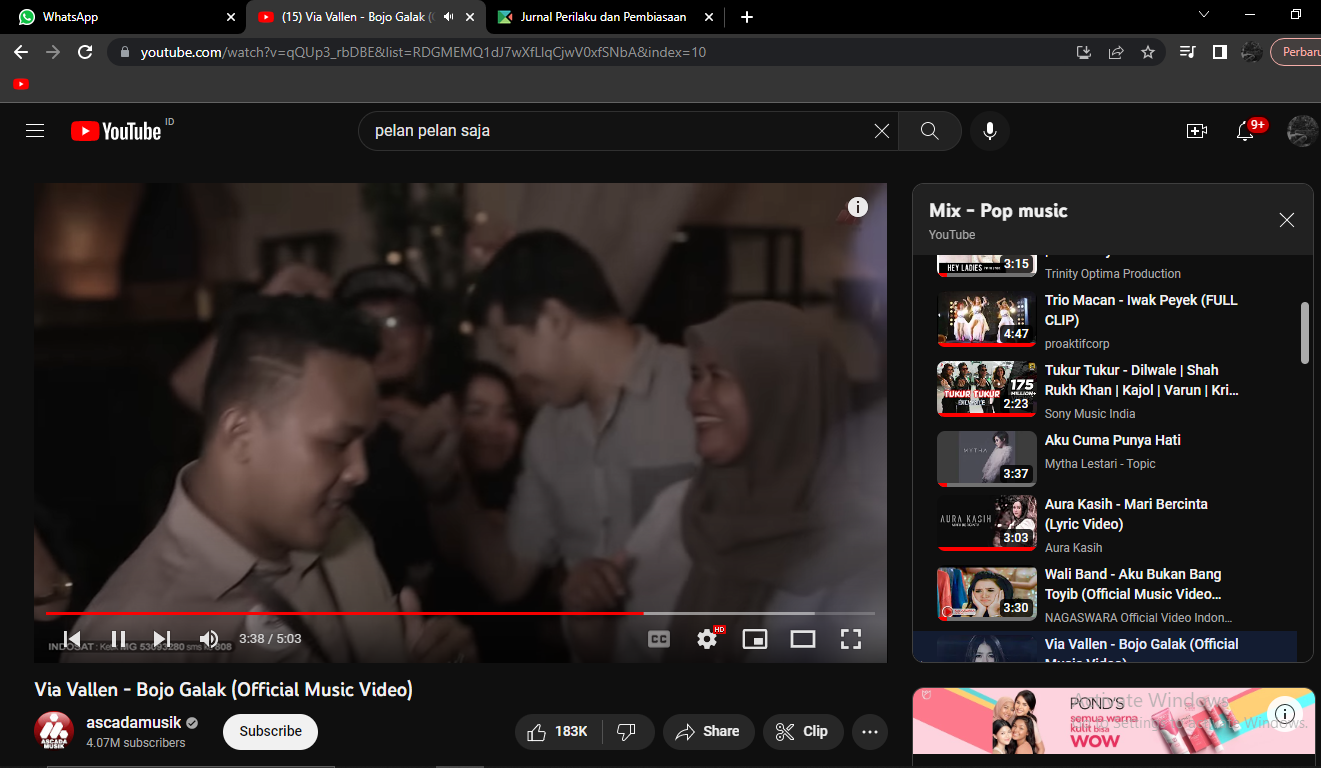 WhatsApp
(15) Via Vallen - Bojo Galak (
Jurnal Perilaku dan Pembiasaan
youtube.com/watch?v=qQUp3_rbDBE&list=RDGMEMQ1dJ7wXfLlqCjwV0xfSNbA&index=10
Perbaru
YouTube ID
pelan pelan saja
9+
Mix - Pop music
YouTube
HEY LADIES
3:15
Trinity Optima Production
Trio Macan - Iwak Peyek (FULL
CLIP)
4:47
proaktifcorp
Tukur Tukur - Dilwale | Shah
Rukh Khan | Kajol | Varun | Kri...
175
MILLION+
TUKUR TUKUR
2:23
Sony Music India
Aku Cuma Punya Hati
MYTHA
3:37
Mytha Lestari - Topic
Aura Kasih - Mari Bercinta
(Lyric Video)
AURA KASIH
3:03
Aura Kasih
Wali Band - Aku Bukan Bang
Toyib (Official Music Video...
3:30
NAGASWARA Official Video Indon...
Via Vallen - Bojo Galak (Official
Music Video)
3:38 / 5:03
CC
HD
INDOSAT : Ketik
Via Vallen - Bojo Galak (Official Music Video)
ASCADA
MUSIK
ascadamusik
4.07M subscribers
Subscribe
183K
Share
Clip
POND'S
semua warna
kulit bisa
WOW
Activate Windows
Go to Settings to activate Windows.